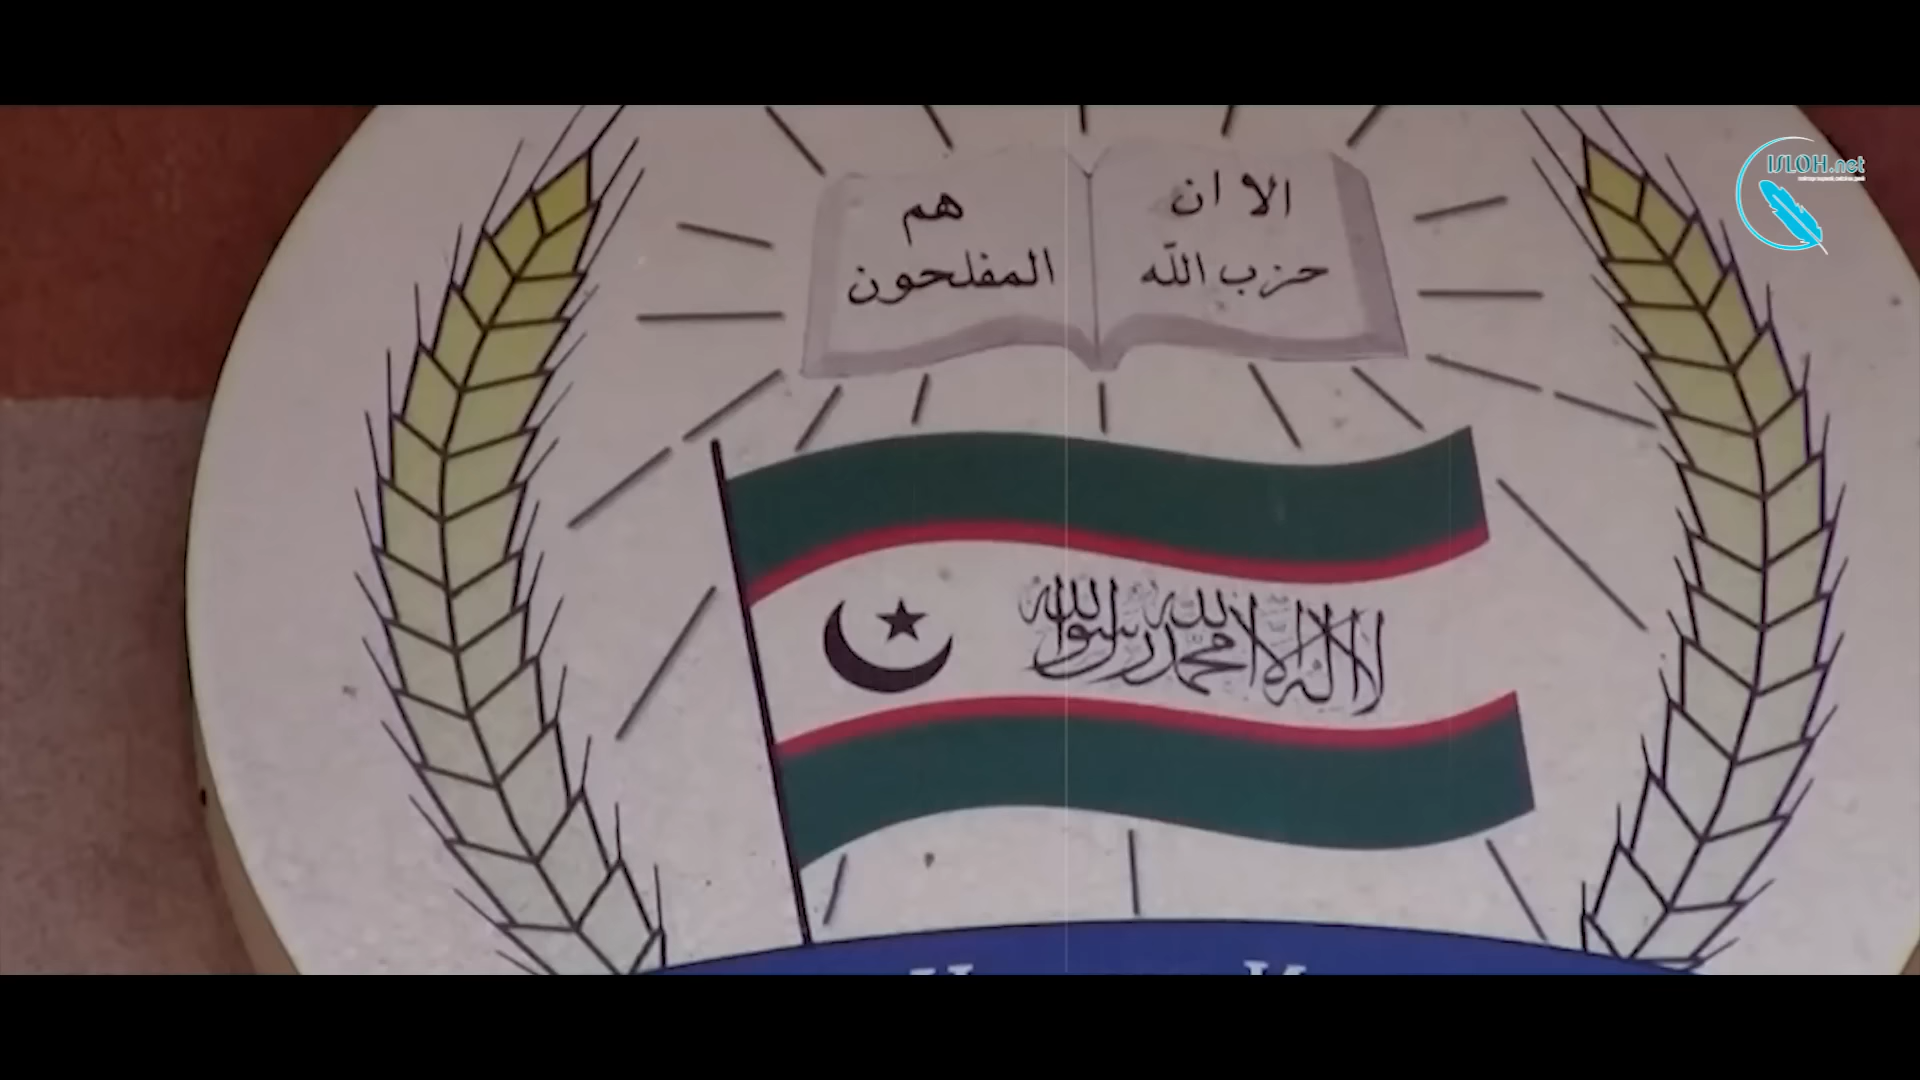 ISLOH.net
الا ان
حزب الله
هم
المفلحون
لا اله الا الله محمد رسول الله